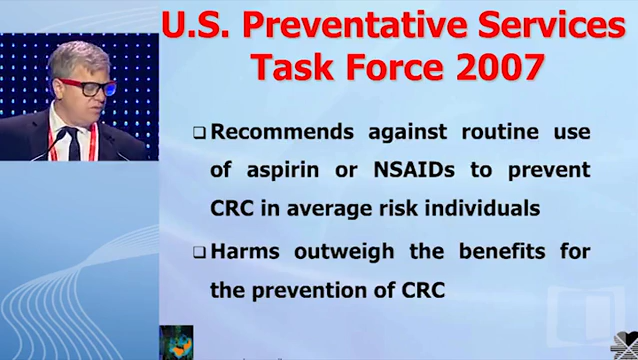 U.S. Preventative Services
Task Force 2007
Recommends against routine use
of aspirin or NSAIDs to prevent
CRC in average risk individuals
Harms outweigh the benefits for
the prevention of CRC